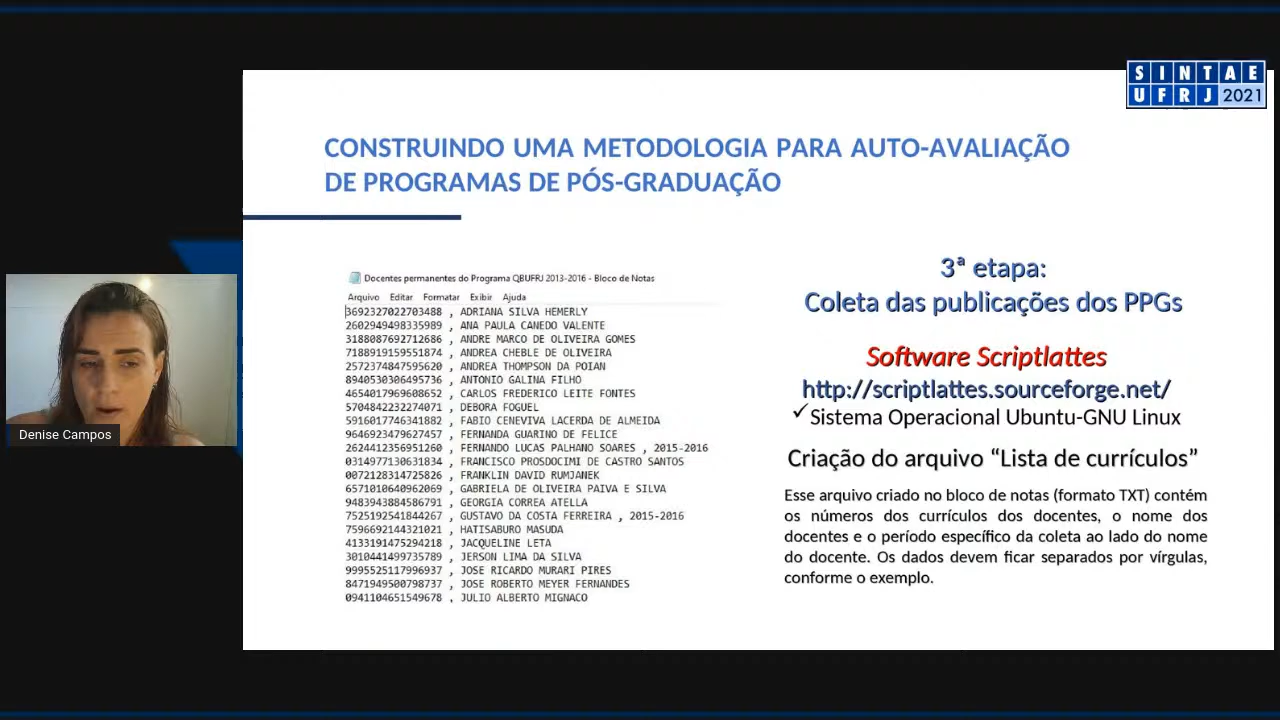 SINTAE
UFRJ 2021
CONSTRUINDO UMA METODOLOGIA PARA AUTO-AVALIAÇÃO
DE PROGRAMAS DE PÓS-GRADUAÇÃO
Docentes permanentes do Programa QBUFRJ 2013-2016 - Bloco de Notas
Arquivo Editar Formatar Exibir Ajuda
3692327022703488 , ADRIANA SILVA HEMERLY
2602949498335989 , ANA PAULA CANEDO VALENTE
3188087692712686 , ANDRE MARCO DE OLIVEIRA GOMES
7188919159551874 , ANDREA CHEBLE DE OLIVEIRA
2572374847595620 , ANDREA THOMPSON DA POIAN
8940530306495736 , ANTONIO GALINA FILHO
4654017969608652 , CARLOS FREDERICO LEITE FONTES
5704842232274071 , DEBORA FOGUEL
5916017746341882 , FABIO CENEVIVA LACERDA DE ALMEIDA
9646923479627457 , FERNANDA GUARINO DE FELICE
2624412356951260 , FERNANDO LUCAS PALHANO SOARES , 2015-2016
0314977130631834 , FRANCISCO PROSDOCIMI DE CASTRO SANTOS
0072128314725826 , FRANKLIN DAVID RUMJANEK
6571010640962069 , GABRIELA DE OLIVEIRA PAIVA E SILVA
9483943884586791 , GEORGIA CORREA ATELLA
7525192541844267 , GUSTAVO DA COSTA FERREIRA , 2015-2016
7596692144321021 , HATISABURO MASUDA
4133191475294218 , JACQUELINE LETA
3010441499735789 , JERSON LIMA DA SILVA
9995525117996937 , JOSE RICARDO MURARI PIRES
8471949500798737 , JOSE ROBERTO MEYER FERNANDES
0941104651549678 , JULIO ALBERTO MIGNACO
3ª etapa:
Coleta das publicações dos PPGs
Software Scriptlattes
http://scriptlattes.sourceforge.net/
✓Sistema Operacional Ubuntu-GNU Linux
Criação do arquivo “Lista de currículos”
Esse arquivo criado no bloco de notas (formato TXT) contém
os números dos currículos dos docentes, o nome dos
docentes e o período específico da coleta ao lado do nome
do docente. Os dados devem ficar separados por vírgulas,
conforme o exemplo.
Denise Campos